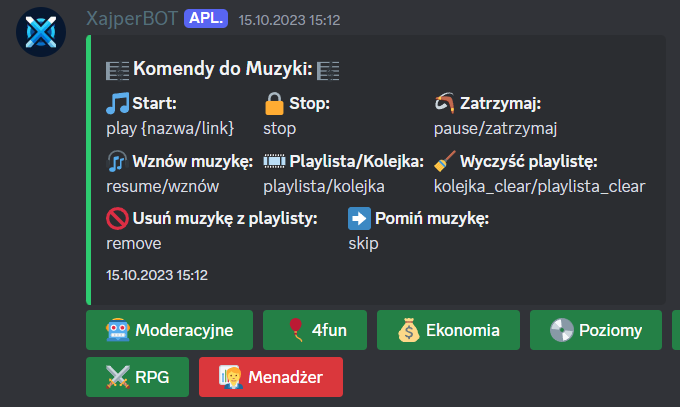 XajperBOT APL. 15.10.2023 15:12
Komendy do Muzyki:
Start: Stop: Zatrzymaj:
play {nazwa/link} stop pause/zatrzymaj
Wznów muzykę: Playlista/Kolejka: Wyczyść playlistę:
resume/wznów playlista/kolejka kolejka_clear/playlista_clear
Usuń muzykę z playlisty: Pomiń muzykę:
remove skip
15.10.2023 15:12
Moderacyjne 4fun Ekonomia Poziomy
RPG Menadżer